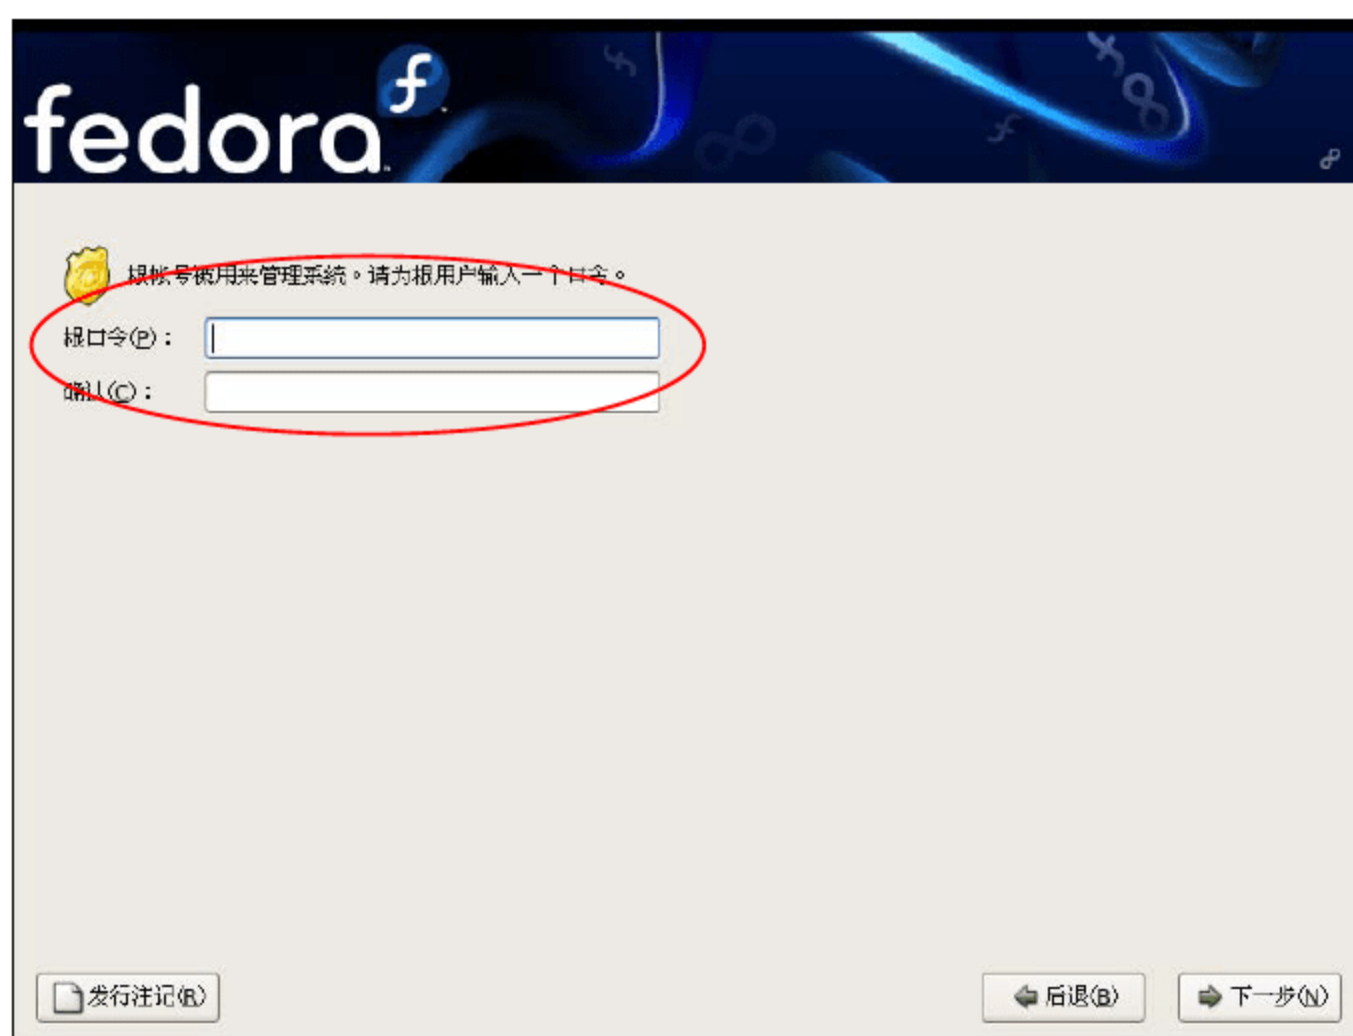 fedora
根帐号被用来管理系统。请为根用户输入一个口令。
根口令(P)：
确认(C)：
发行注记(R)
后退(B)
下一步(N)